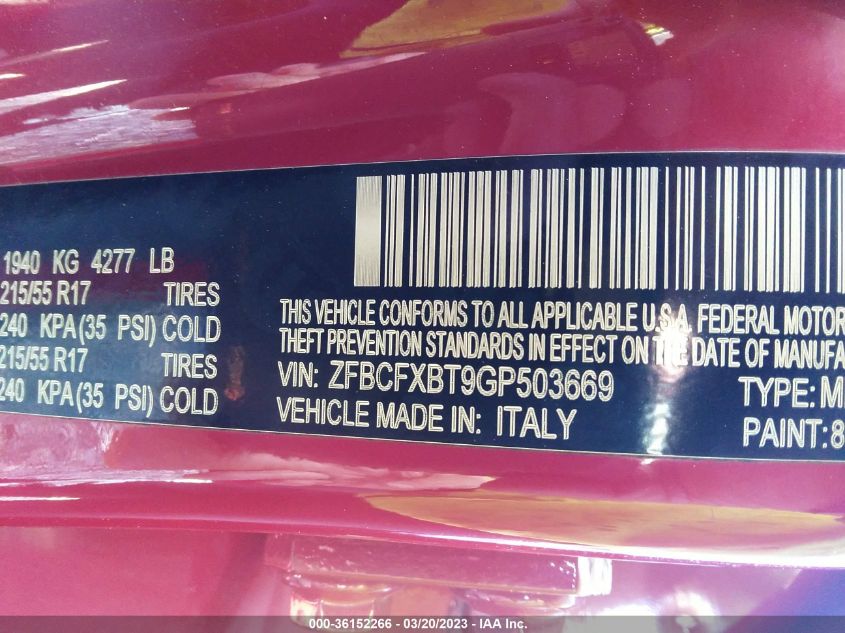 1940 KG 4277 LB
215/55 R17 TIRES
240 KPA(35 PSI) COLD
215/55 R17 TIRES
240 KPA(35 PSI) COLD
THIS VEHICLE CONFORMS TO ALL APPLICABLE U.S.A. FEDERAL MOTOR
THEFT PREVENTION STANDARDS IN EFFECT ON THE DATE OF MANUFA
VIN: ZFBCFXBT9GP503669 TYPE:M
VEHICLE MADE IN: ITALY PAINT:8
000-36152266 - 03/20/2023 - IAA Inc.